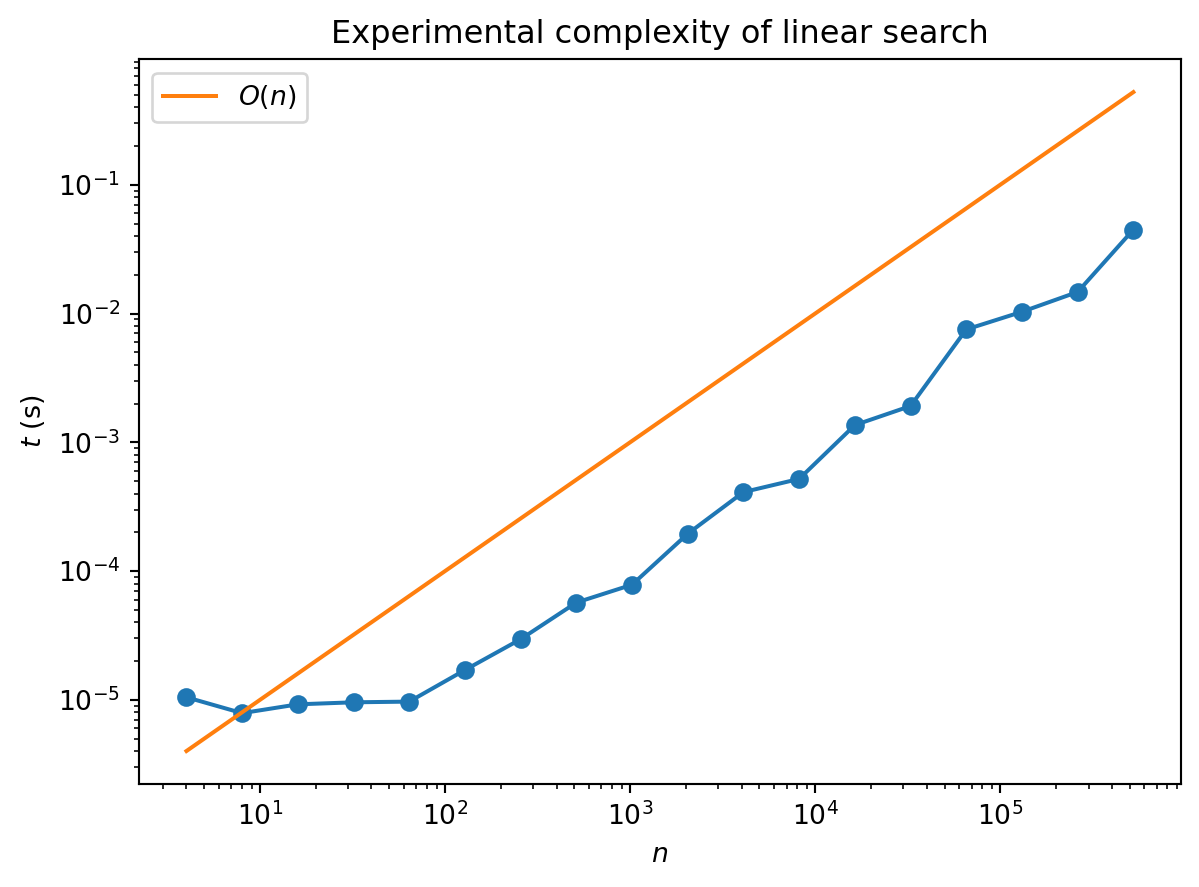 Experimental complexity of linear search
O(n)
10⁻¹
10⁻²
10⁻³
10⁻⁴
10⁻⁵
t (s)
10¹ 10² 10³ 10⁴ 10⁵
n